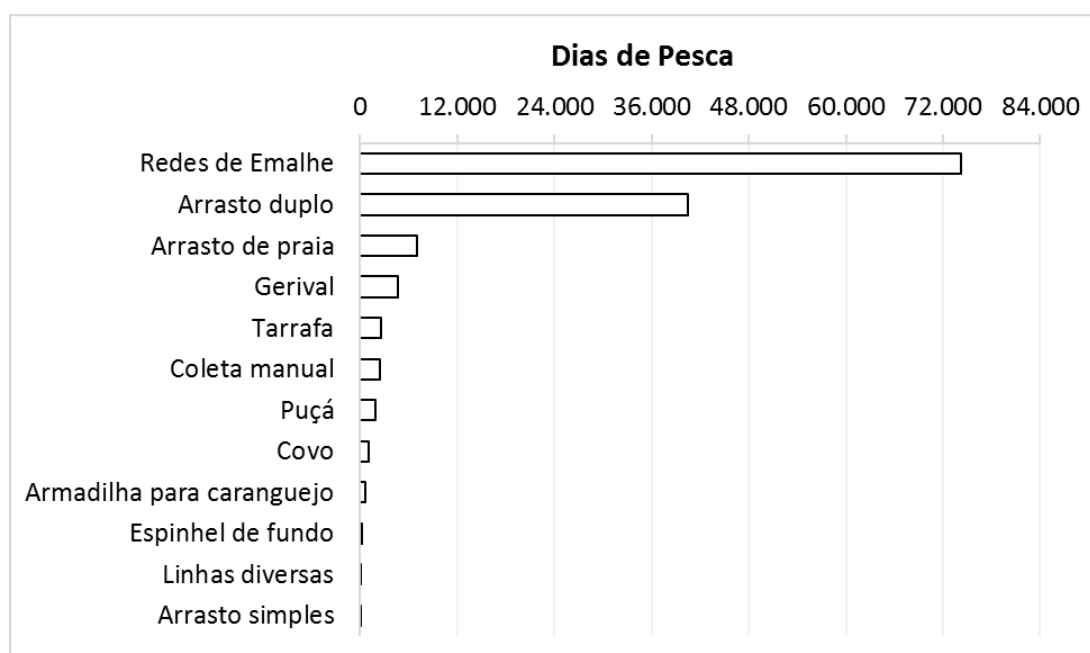 Dias de Pesca
0 12.000 24.000 36.000 48.000 60.000 72.000 84.000
Redes de Emalhe
Arrasto duplo
Arrasto de praia
Gerival
Tarrafa
Coleta manual
Puçá
Covo
Armadilha para caranguejo
Espinhel de fundo
Linhas diversas
Arrasto simples